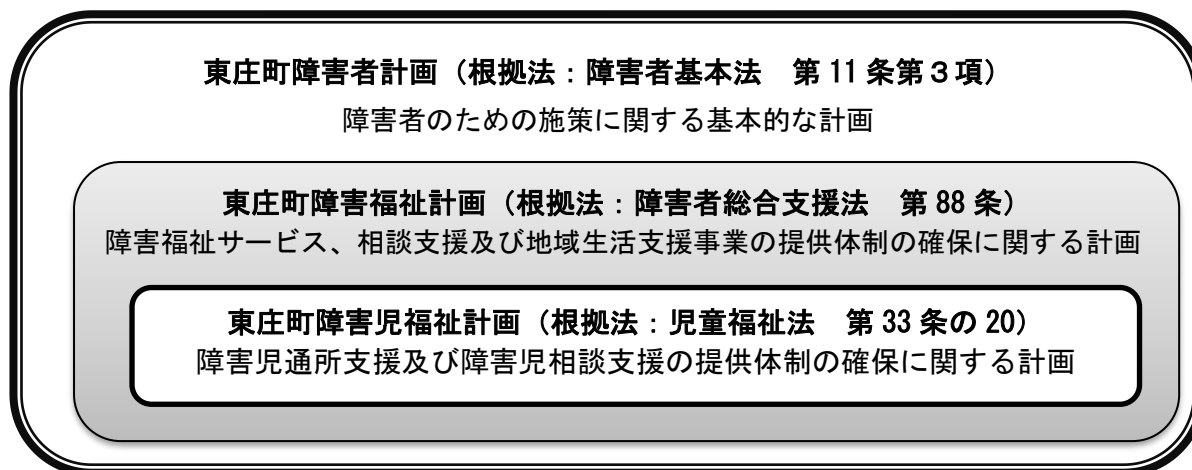 東庄町障害者計画（根拠法：障害者基本法　第11条第３項）
障害者のための施策に関する基本的な計画
東庄町障害福祉計画（根拠法：障害者総合支援法　第88条）
障害福祉サービス、相談支援及び地域生活支援事業の提供体制の確保に関する計画
東庄町障害児福祉計画（根拠法：児童福祉法　第33条の20）
障害児通所支援及び障害児相談支援の提供体制の確保に関する計画